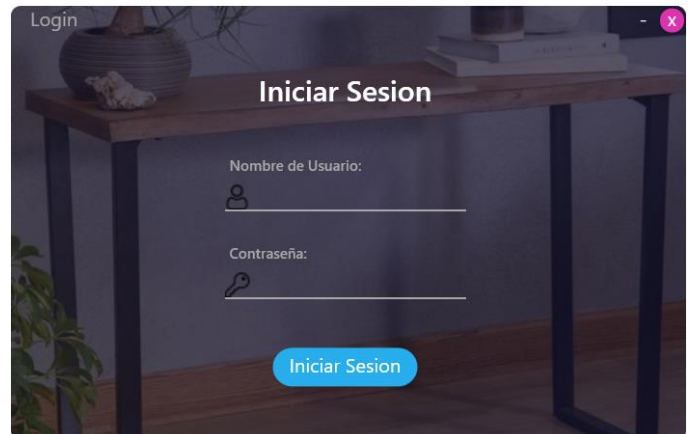 Login
- X
Iniciar Sesion
Nombre de Usuario:
Contraseña:
Iniciar Sesion